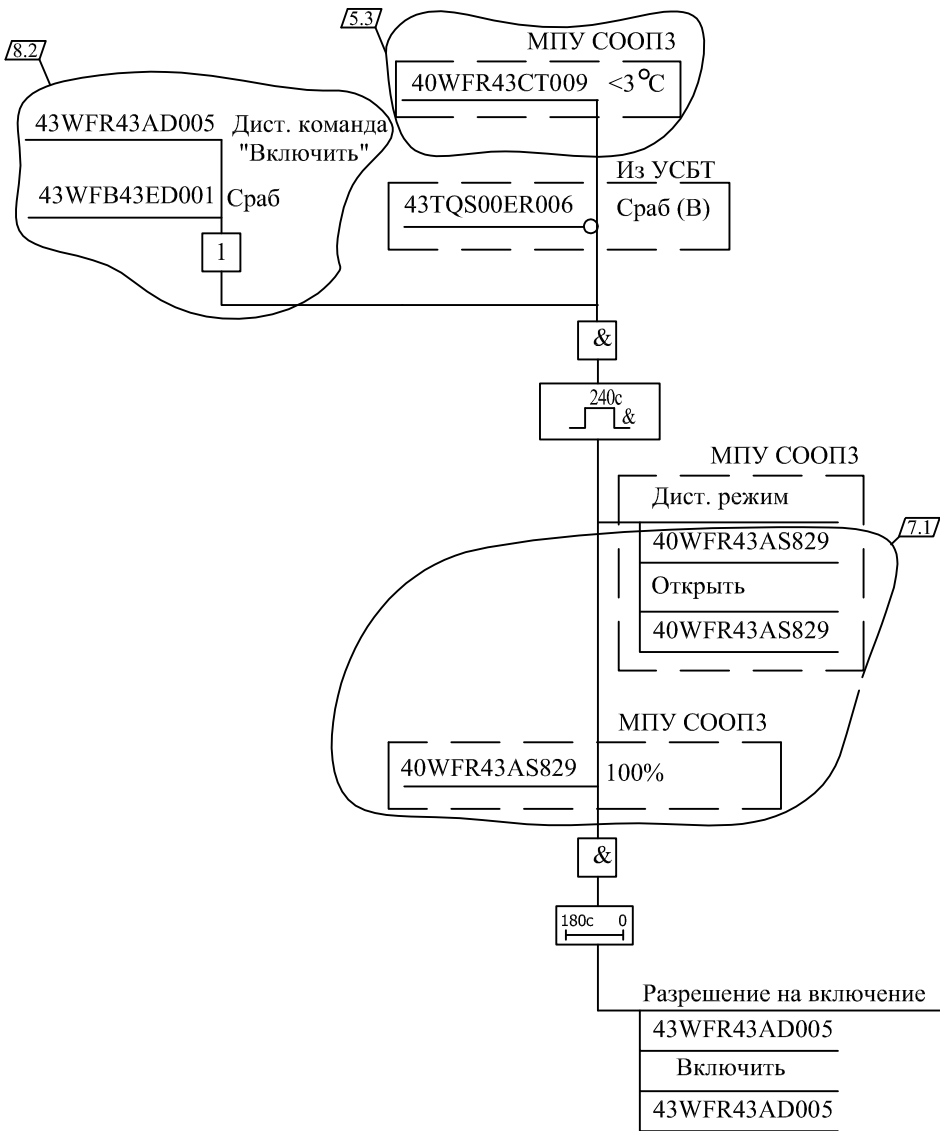 5.3
8.2
МПУ СООПЗ
40WFR43CT009 <3°C
43WFR43AD005 Дист. команда
"Включить"
Из УСБТ
43WFB43ED001 Сраб
43TQS00ER006 Сраб (В)
1
&
240с
&
МПУ СООПЗ
Дист. режим
7.1
40WFR43AS829
Открыть
40WFR43AS829
МПУ СООПЗ
40WFR43AS829 100%
&
180с 0
Разрешение на включение
43WFR43AD005
Включить
43WFR43AD005